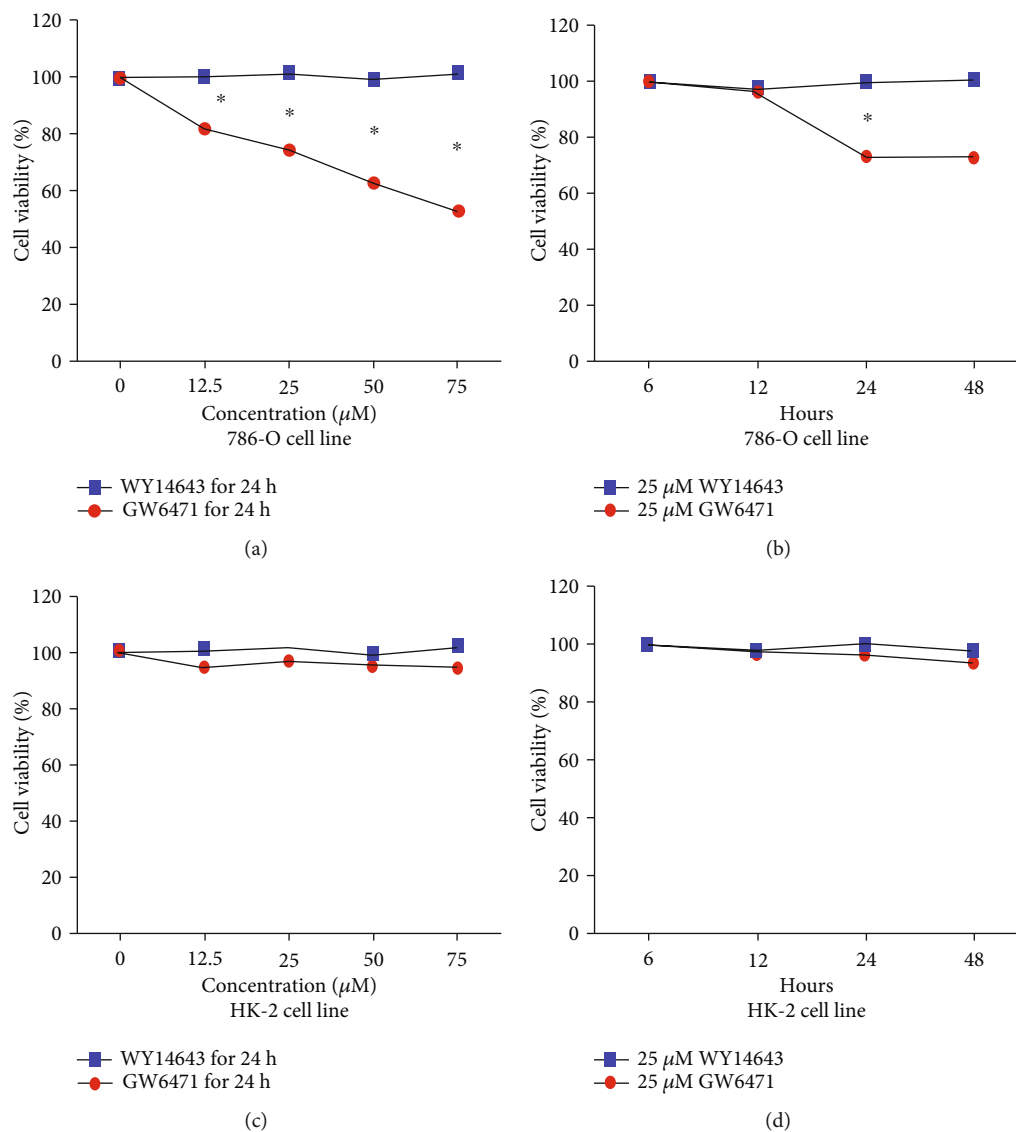 120
100
80
60
40
20
0
Cell viability (%)
*
*
*
*
0 12.5 25 50 75
Concentration (μM)
786-O cell line
WY14643 for 24 h
GW6471 for 24 h
(a)
120
100
80
60
40
20
0
Cell viability (%)
*
6 12 24 48
Hours
786-O cell line
25 μM WY14643
25 μM GW6471
(b)
120
100
80
60
40
20
0
Cell viability (%)
0 12.5 25 50 75
Concentration (μM)
HK-2 cell line
WY14643 for 24 h
GW6471 for 24 h
(c)
120
100
80
60
40
20
0
Cell viability (%)
6 12 24 48
Hours
HK-2 cell line
25 μM WY14643
25 μM GW6471
(d)